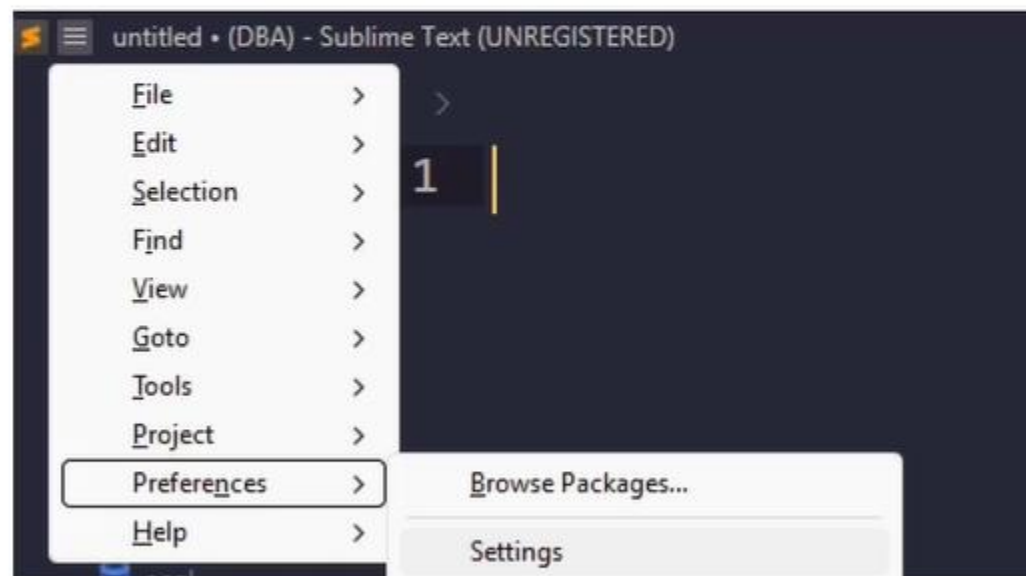 untitled • (DBA) - Sublime Text (UNREGISTERED)
File
Edit
Selection
Find
View
Goto
Tools
Project
Preferences
Help
1
Browse Packages...
Settings